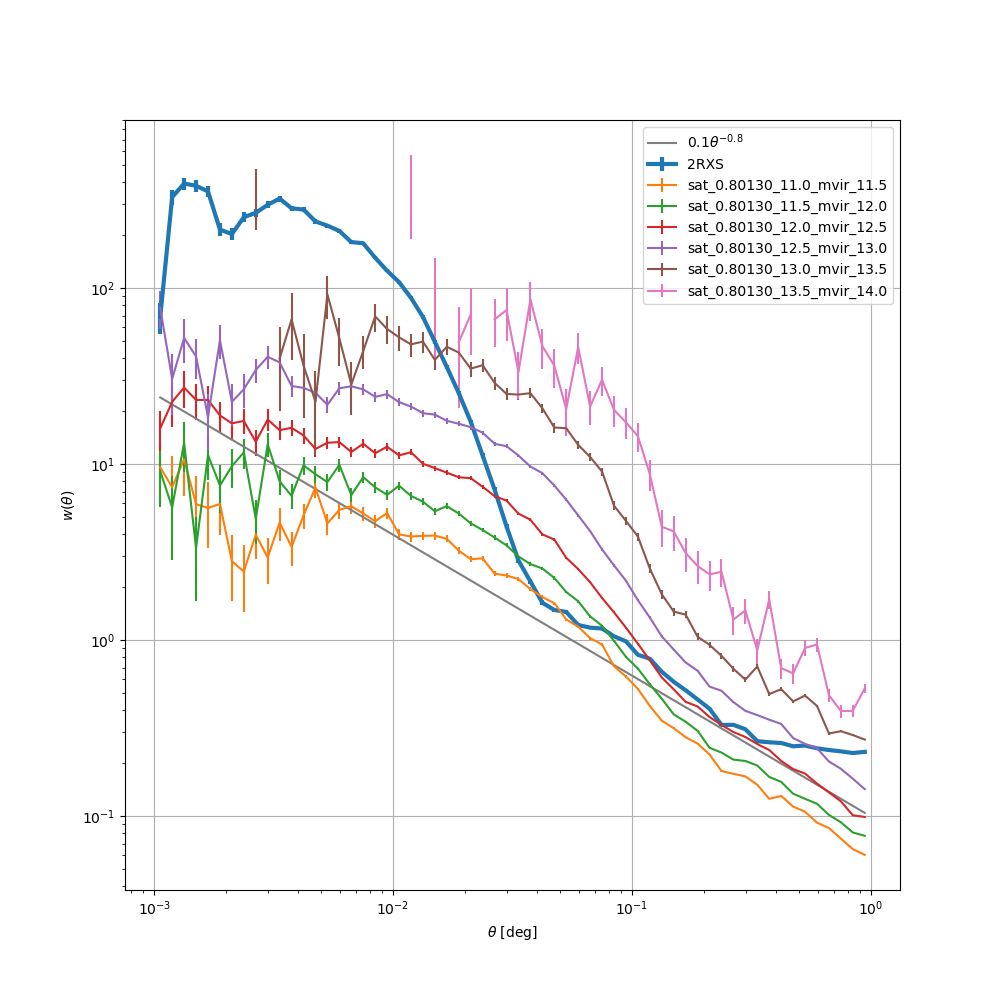 0.1θ^{-0.8}
2RXS
sat_0.80130_11.0_mvir_11.5
sat_0.80130_11.5_mvir_12.0
sat_0.80130_12.0_mvir_12.5
sat_0.80130_12.5_mvir_13.0
sat_0.80130_13.0_mvir_13.5
sat_0.80130_13.5_mvir_14.0
10^{2}
10^{1}
10^{0}
10^{-1}
w(θ)
10^{-3} 10^{-2} 10^{-1} 10^{0}
θ [deg]